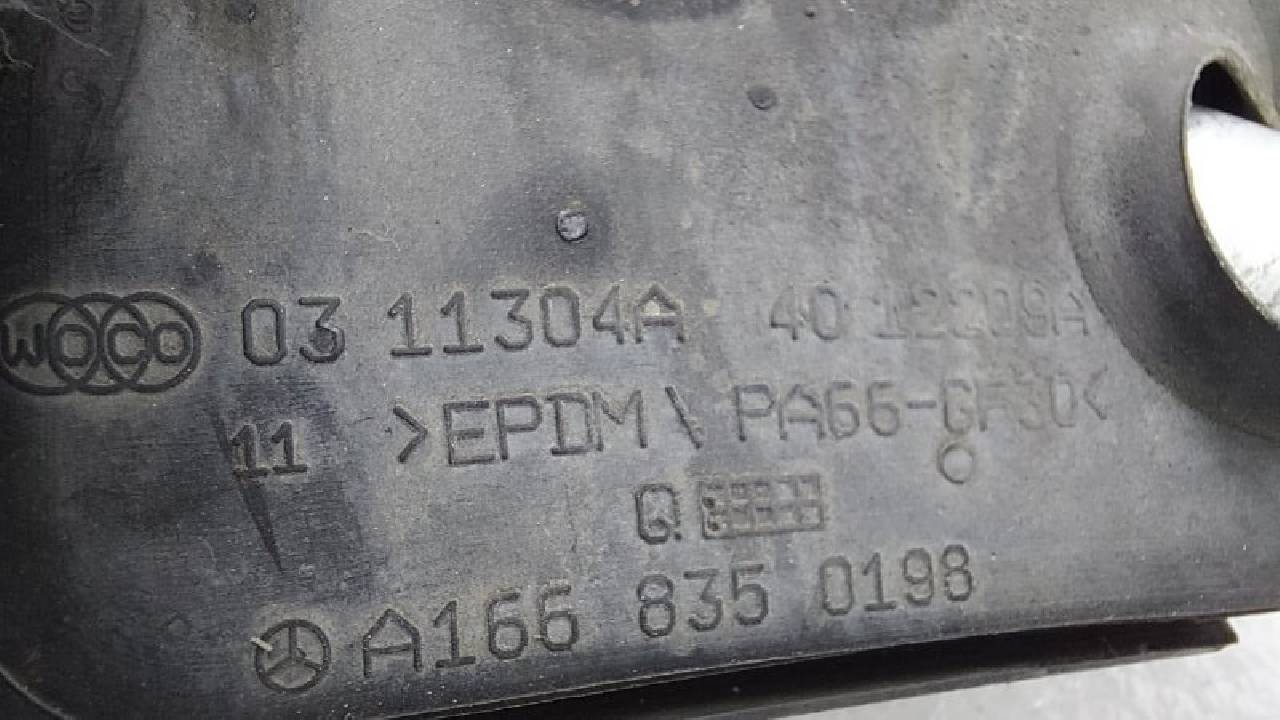 WOCO 03 11304A 40 12209A
11 >EPDM\ PA66-GF30<
Q
A166 835 0198